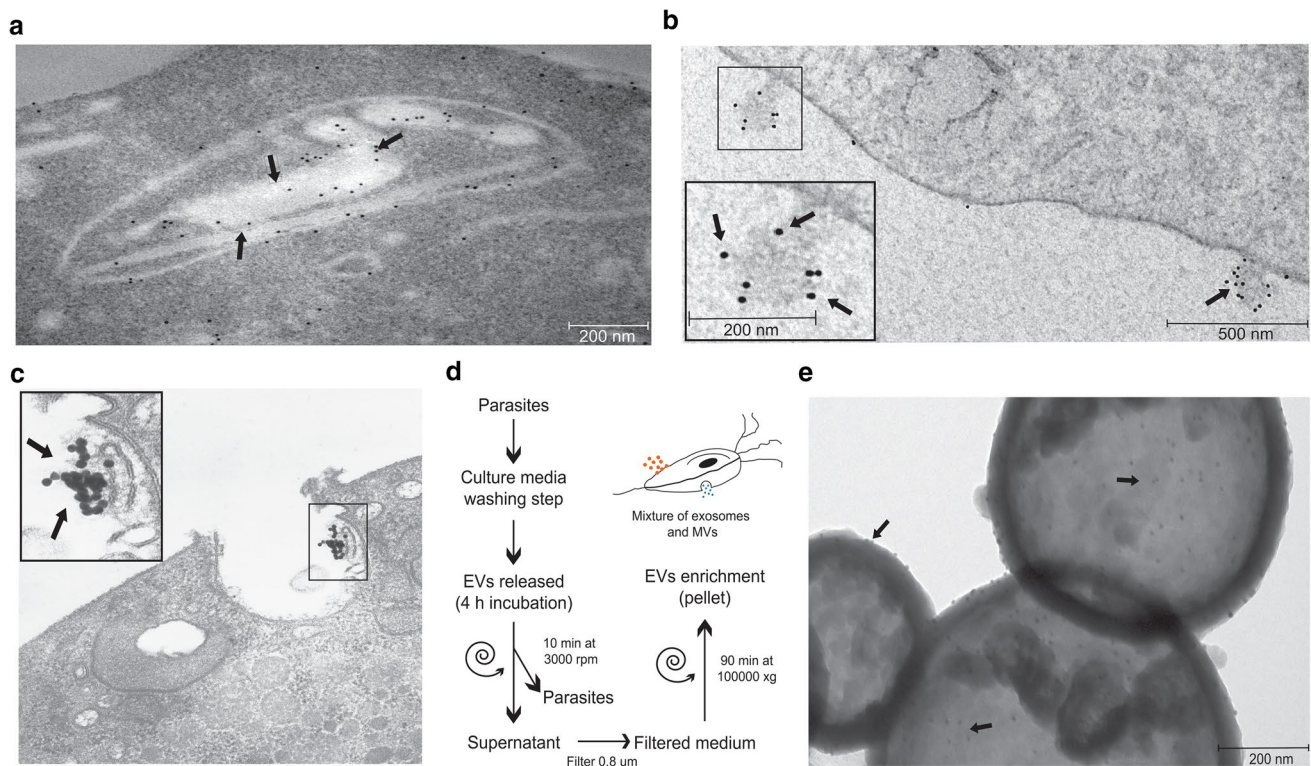 a
200 nm
b
200 nm
500 nm
c
d
Parasites
Culture media
washing step
EVs released
(4 h incubation)
10 min at
3000 rpm
Parasites
Supernatant
Filter 0.8 um
Filtered medium
90 min at
100000 xg
EVs enrichment
(pellet)
Mixture of exosomes
and MVs
e
200 nm